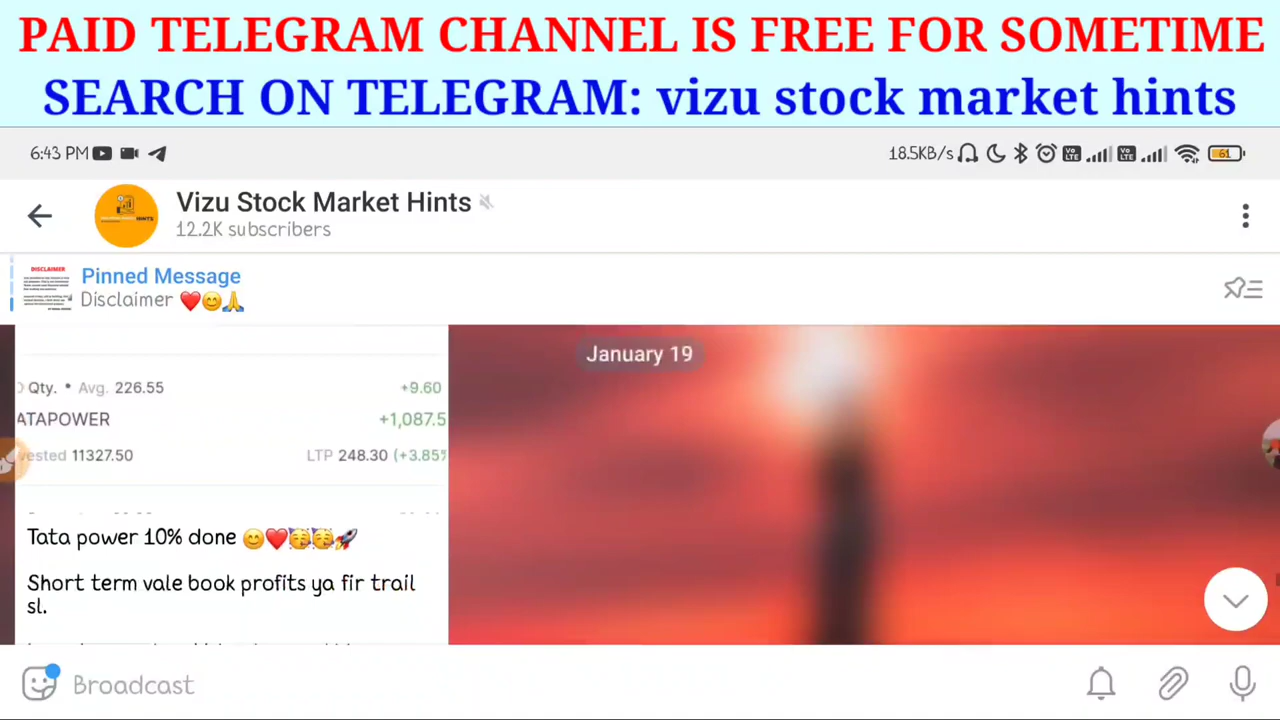 PAID TELEGRAM CHANNEL IS FREE FOR SOMETIME
SEARCH ON TELEGRAM: vizu stock market hints
6:43 PM 18.5KB/s 61
Vizu Stock Market Hints
12.2K subscribers
DISCLAIMER
Pinned Message
Disclaimer ❤️😊🙏
January 19
Qty. • Avg. 226.55 +9.60
ATAPOWER +1,087.5
ested 11327.50 LTP 248.30 (+3.85%
Tata power 10% done 😊❤️🥳🥳🚀
Short term vale book profits ya fir trail
sl.
Broadcast